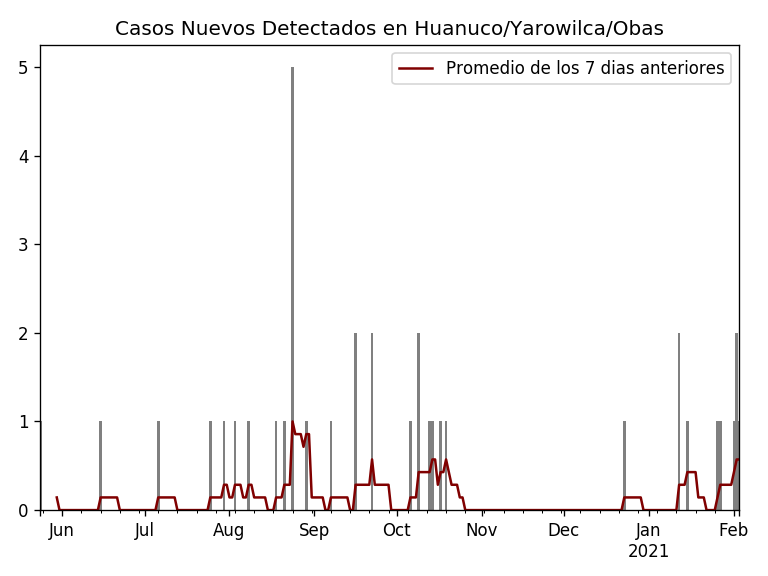 Casos Nuevos Detectados en Huanuco/Yarowilca/Obas
Promedio de los 7 dias anteriores
5
4
3
2
1
0
Jun Jul Aug Sep Oct Nov Dec Jan Feb
2021